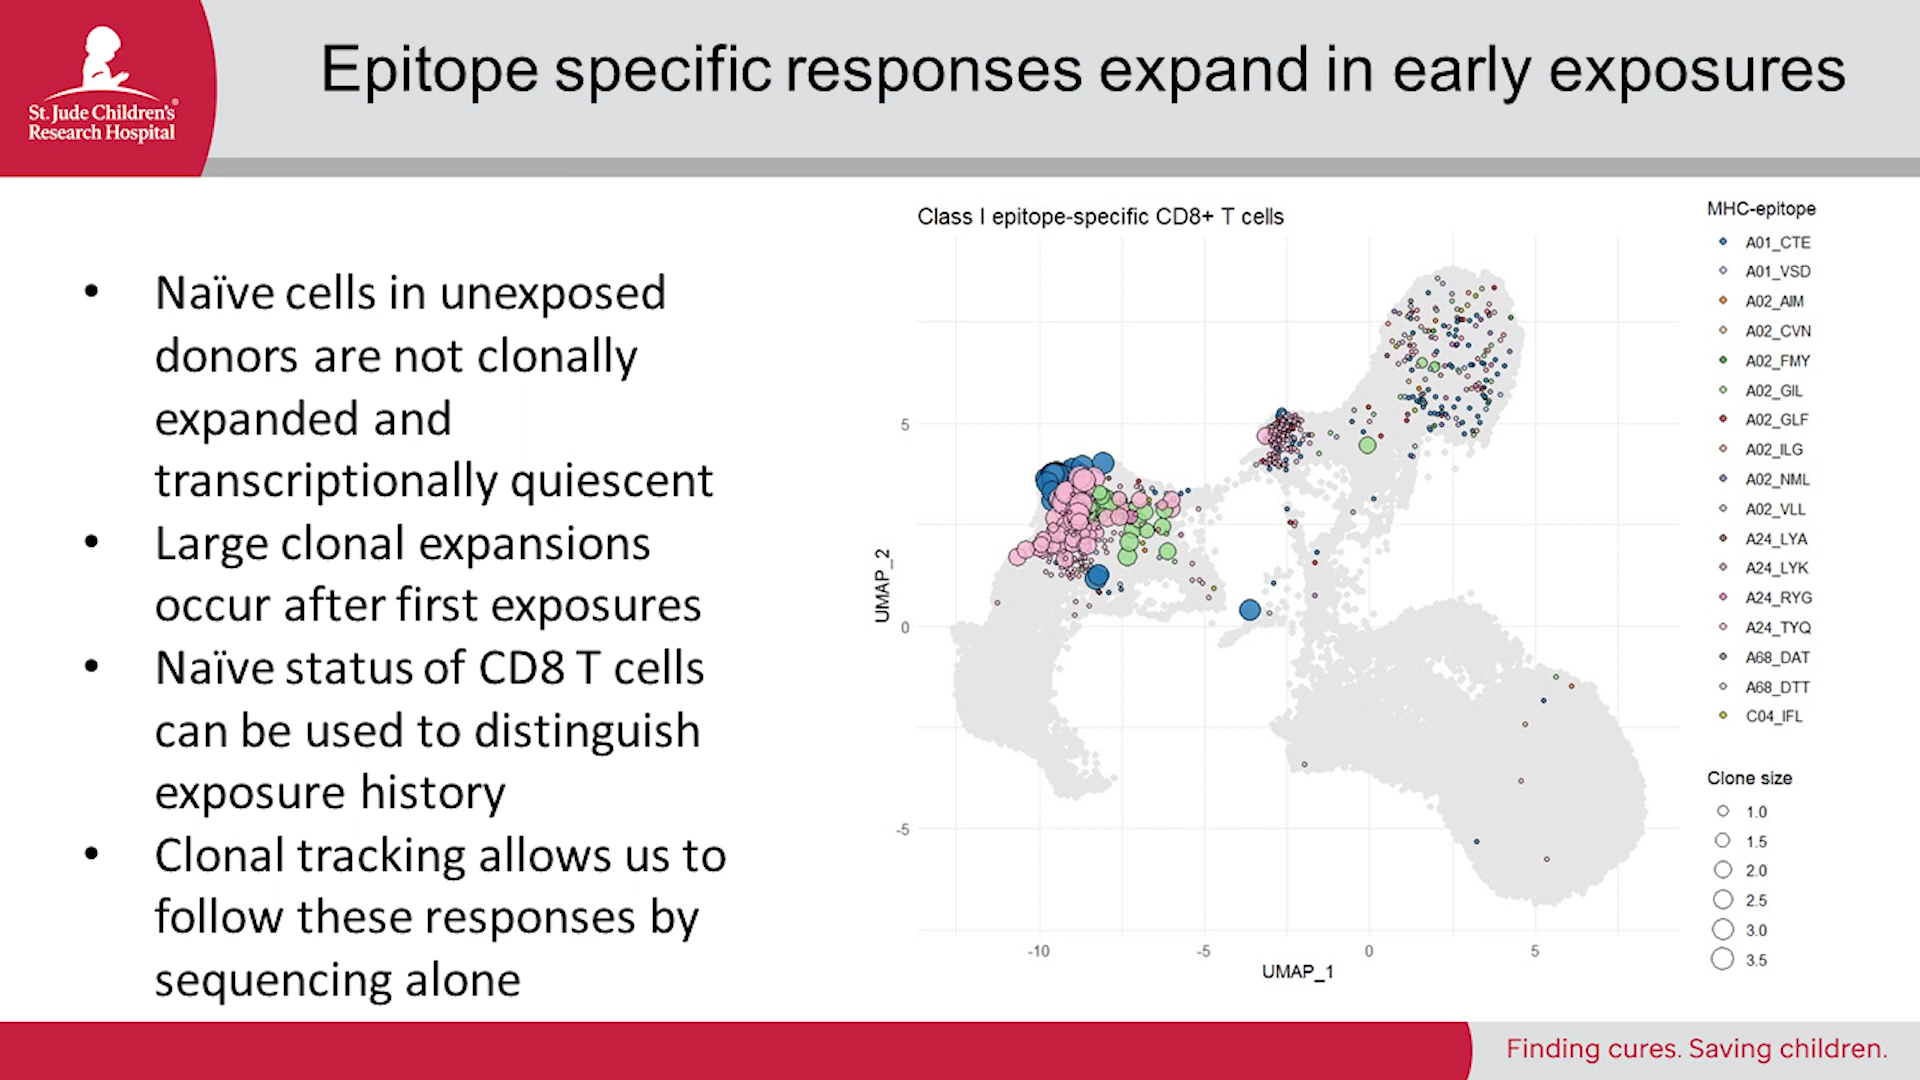 St. Jude Children's®
Research Hospital
Epitope specific responses expand in early exposures
• Naïve cells in unexposed
donors are not clonally
expanded and
transcriptionally quiescent
• Large clonal expansions
occur after first exposures
• Naïve status of CD8 T cells
can be used to distinguish
exposure history
• Clonal tracking allows us to
follow these responses by
sequencing alone
Class I epitope-specific CD8+ T cells
UMAP_2
5
0
-5
-10
-5
0
5
UMAP_1
MHC-epitope
A01_CTE
A01_VSD
A02_AIM
A02_CVN
A02_FMY
A02_GIL
A02_GLF
A02_ILG
A02_NML
A02_VLL
A24_LYA
A24_LYK
A24_RYG
A24_TYQ
A68_DAT
A68_DTT
C04_IFL
Clone size
1.0
1.5
2.0
2.5
3.0
3.5
Finding cures. Saving children.